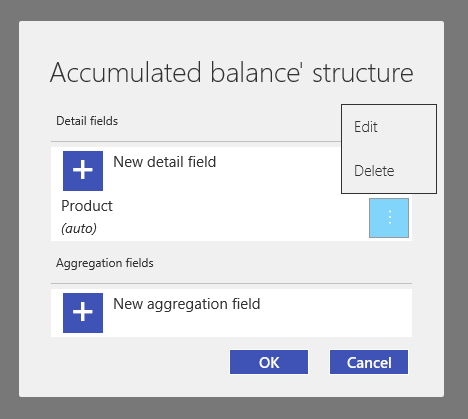 Accumulated balance' structure
Detail fields
Edit
Delete
New detail field
Product
(auto)
Aggregation fields
New aggregation field
OK
Cancel